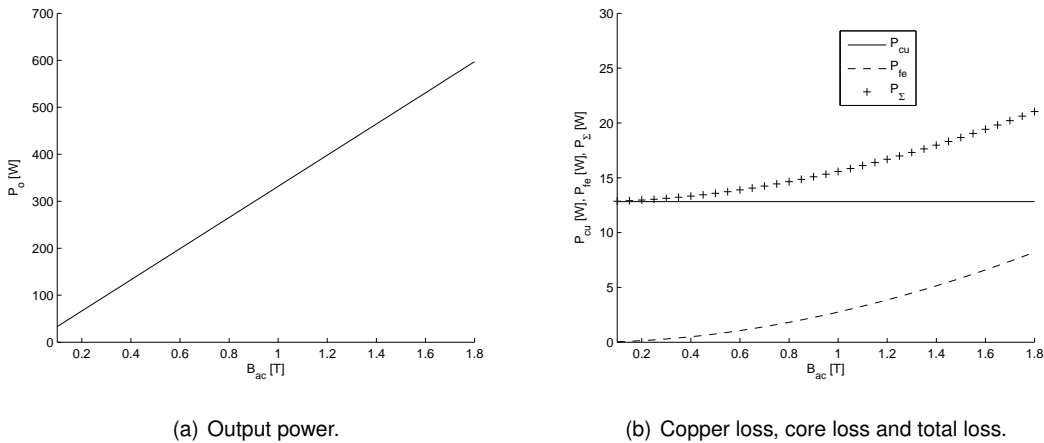 700
600
500
400
300
200
100
0
P_o [W]
0.2 0.4 0.6 0.8 1 1.2 1.4 1.6 1.8
B_ac [T]
(a) Output power.
30
25
20
15
10
5
0
P_cu [W], P_fe [W], P_Σ [W]
P_cu
P_fe
P_Σ
0.2 0.4 0.6 0.8 1 1.2 1.4 1.6 1.8
B_ac [T]
(b) Copper loss, core loss and total loss.